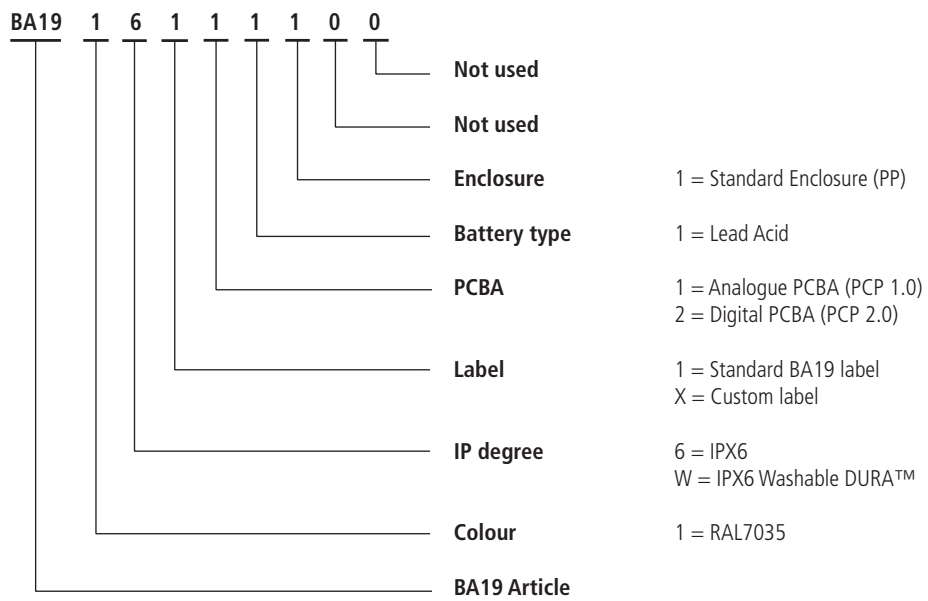 BA19 1 6 1 1 1 1 0 0
Not used
Not used
Enclosure 1 = Standard Enclosure (PP)
Battery type 1 = Lead Acid
PCBA 1 = Analogue PCBA (PCP 1.0)
2 = Digital PCBA (PCP 2.0)
Label 1 = Standard BA19 label
X = Custom label
IP degree 6 = IPX6
W = IPX6 Washable DURA™
Colour 1 = RAL7035
BA19 Article